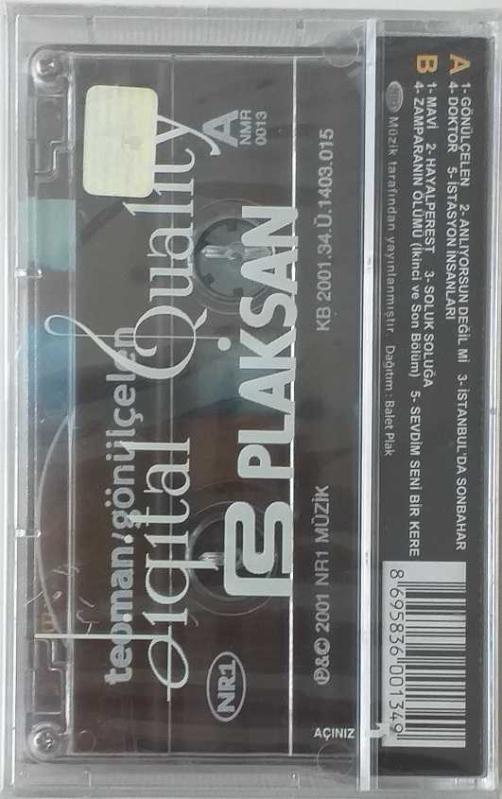 A 1- GÖNÜLÇELEN 2- ANLIYORSUN DEĞİL Mİ 3- İSTANBUL'DA SONBAHAR
4- DOKTOR 5- İSTASYON İNSANLARI
B 1- MAVİ 2- HAYALPEREST 3- SOLUK SOLUĞA
4- ZAMPARANIN ÖLÜMÜ (İkinci ve Son Bölüm) 5- SEVDİM SENİ BİR KERE
Müzik tarafından yayınlanmıştır Dağıtım : Balet Plak
8 695836 001349
AÇINIZ
teoman/gönülçelen
Digital Quality
A
NMR
0013
NR1
PLAKSAN
℗&© 2001 NR1 MÜZİK
KB 2001.34.Ü.1403.015